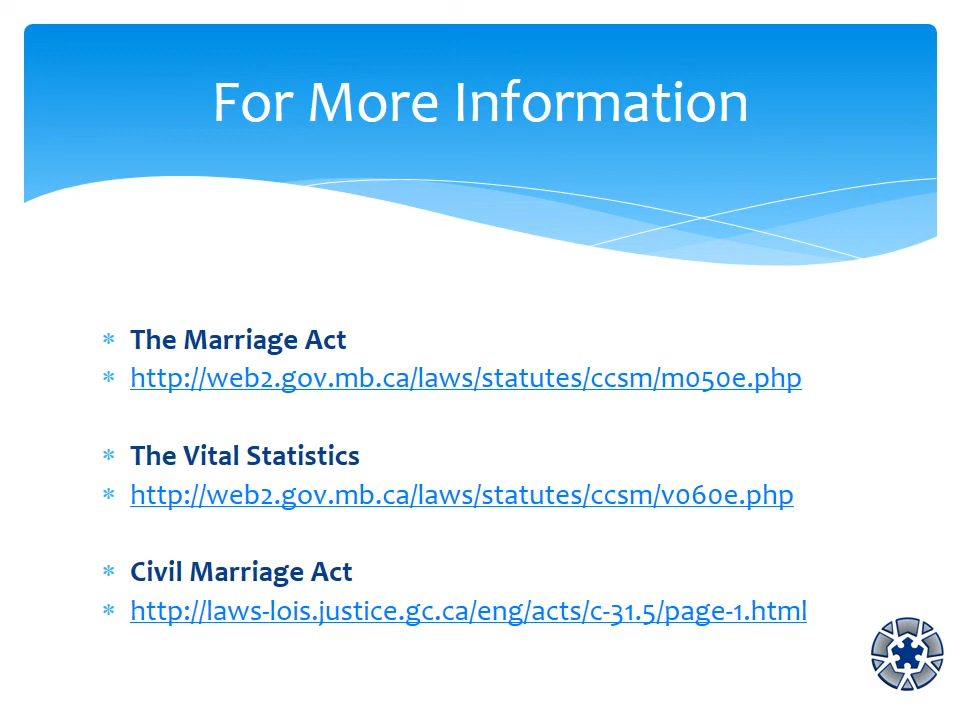 For More Information
* The Marriage Act
* http://web2.gov.mb.ca/laws/statutes/ccsm/m050e.php
* The Vital Statistics
* http://web2.gov.mb.ca/laws/statutes/ccsm/v060e.php
* Civil Marriage Act
* http://laws-lois.justice.gc.ca/eng/acts/c-31.5/page-1.html